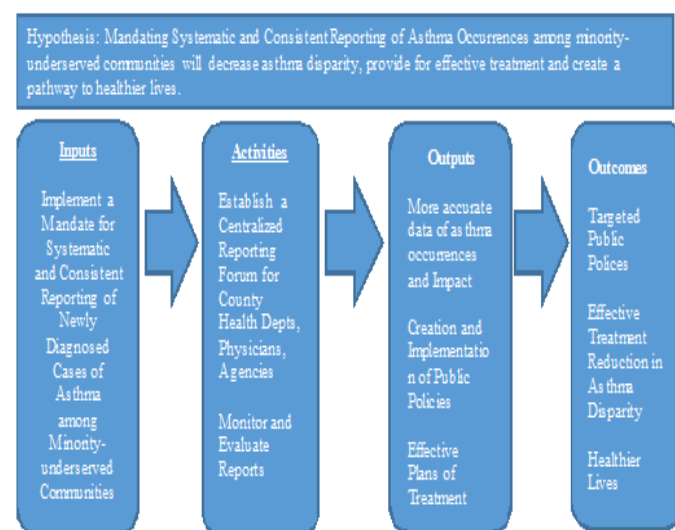 Hypothesis: Mandating Systematic and Consistent Reporting of Asthma Occurrences among minority-
underserved communities will decrease asthma disparity, provide for effective treatment and create a
pathway to healthier lives.
Inputs
Implement a
Mandate for
Systematic
and Consistent
Reporting of
Newly
Diagnosed
Cases of
Asthma
among
Minority-
underserved
Communities
Activities
Establish a
Centralized
Reporting
Forum for
County
Health Depts,
Physicians,
Agencies
Monitor and
Evaluate
Reports
Outputs
More accurate
data of asthma
occurrences
and Impact
Creation and
Implementatio
n of Public
Policies
Effective
Plans of
Treatment
Outcomes
Targeted
Public
Polices
Effective
Treatment
Reduction in
Asthma
Disparity
Healthier
Lives